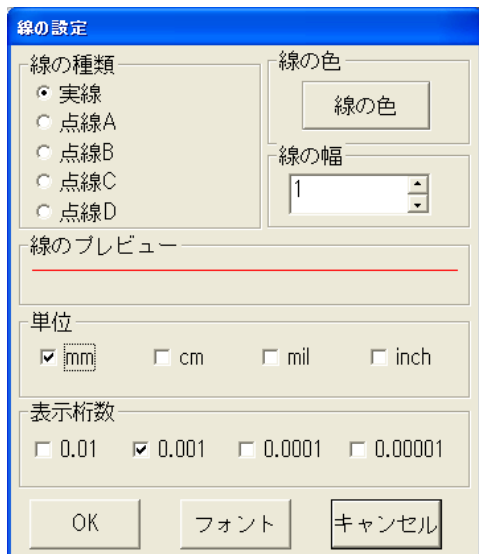 線の設定
線の種類
実線
点線A
点線B
点線C
点線D
線の色
線の色
線の幅
1
線のプレビュー
単位
mm cm mil inch
表示桁数
0.01 0.001 0.0001 0.00001
OK フォント キャンセル